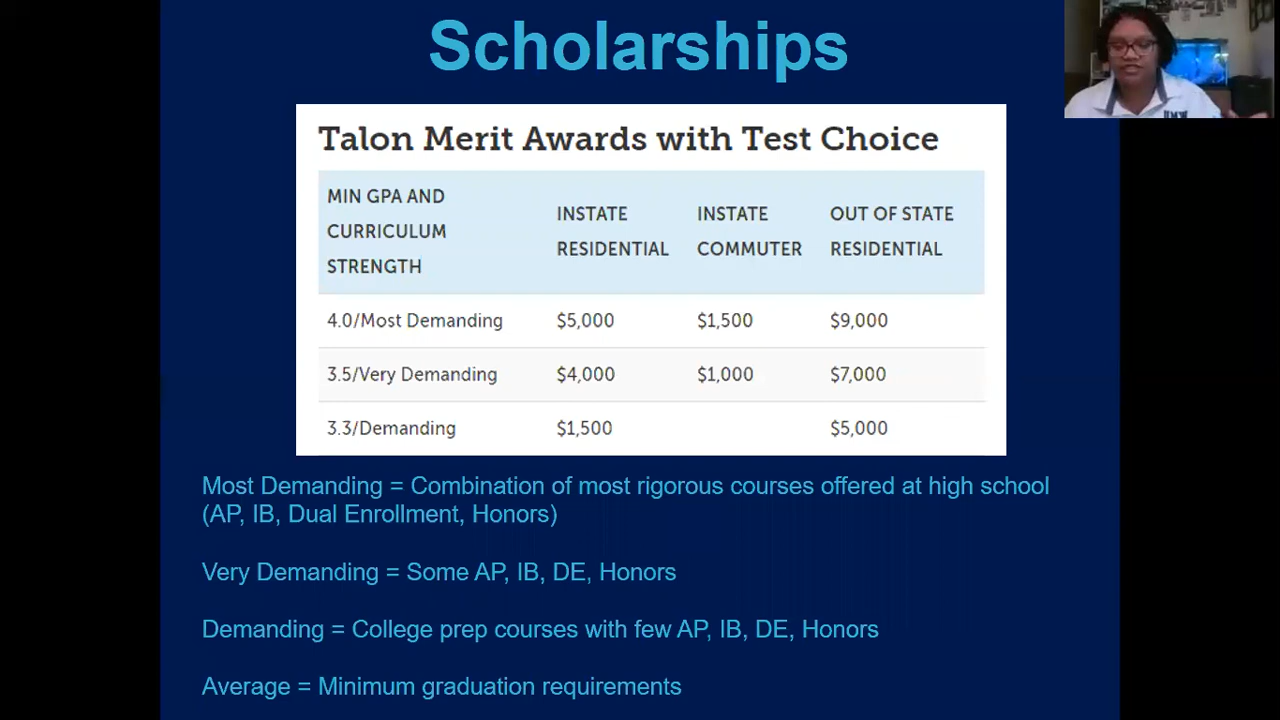 Scholarships
Talon Merit Awards with Test Choice
MIN GPA AND
CURRICULUM
STRENGTH
INSTATE
RESIDENTIAL
INSTATE
COMMUTER
OUT OF STATE
RESIDENTIAL
4.0/Most Demanding $5,000 $1,500 $9,000
3.5/Very Demanding $4,000 $1,000 $7,000
3.3/Demanding $1,500 $5,000
Most Demanding = Combination of most rigorous courses offered at high school
(AP, IB, Dual Enrollment, Honors)
Very Demanding = Some AP, IB, DE, Honors
Demanding = College prep courses with few AP, IB, DE, Honors
Average = Minimum graduation requirements